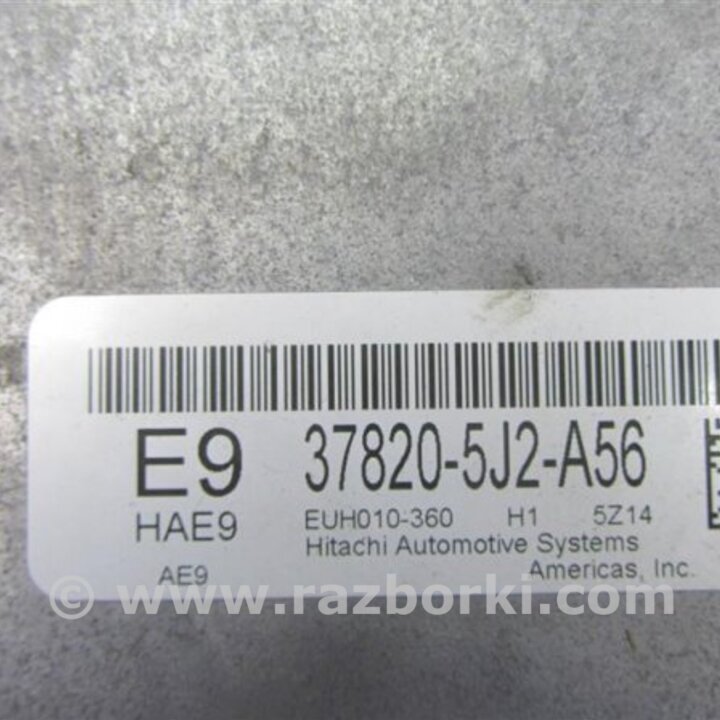 E9 37820-5J2-A56
HAE9 EUH010-360 H1 5Z14
Hitachi Automotive Systems
AE9 Americas, Inc.
© www.razborki.com